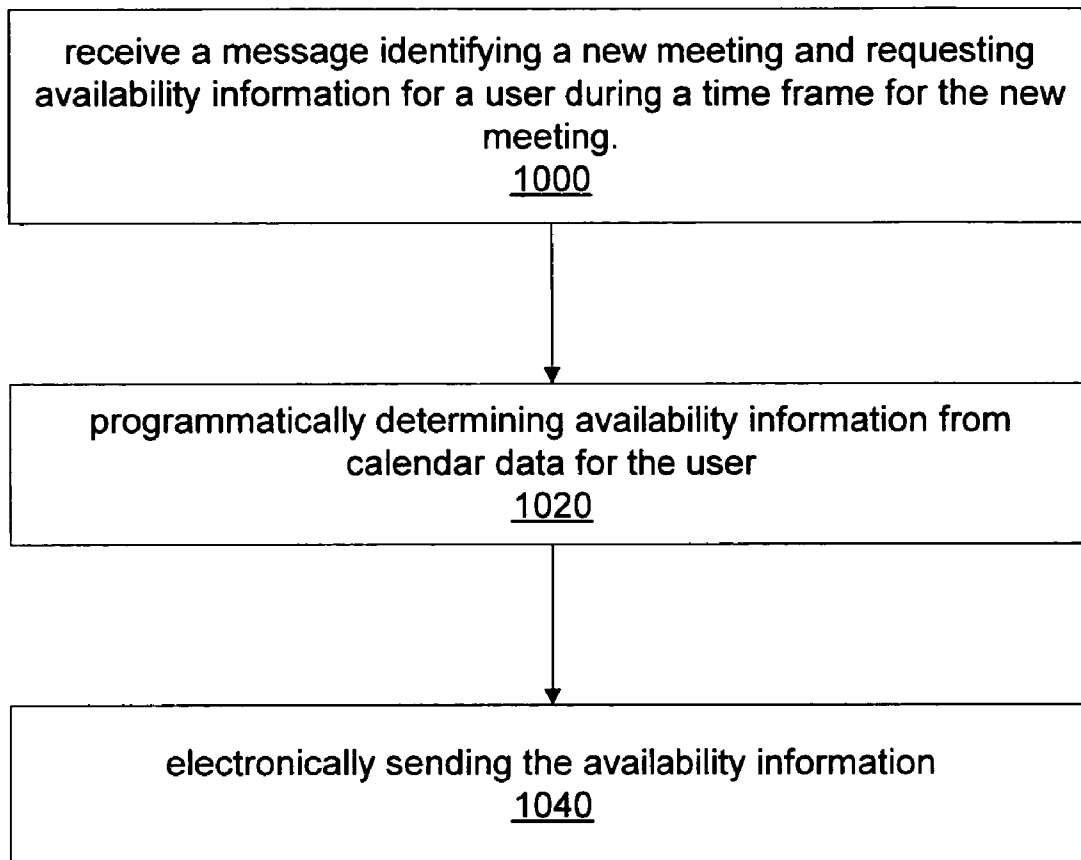 receive a message identifying a new meeting and requesting
availability information for a user during a time frame for the new
meeting.
1000
programmatically determining availability information from
calendar data for the user
1020
electronically sending the availability information
1040